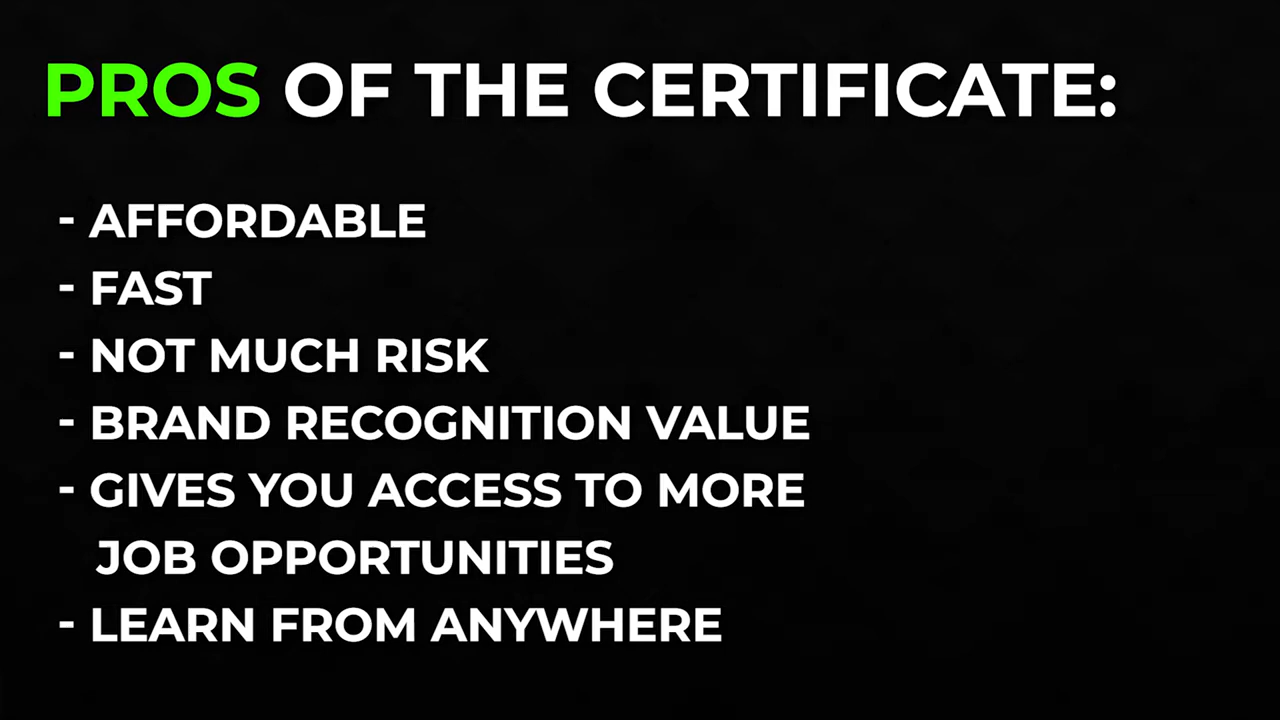 PROS OF THE CERTIFICATE:
- AFFORDABLE
- FAST
- NOT MUCH RISK
- BRAND RECOGNITION VALUE
- GIVES YOU ACCESS TO MORE
JOB OPPORTUNITIES
- LEARN FROM ANYWHERE